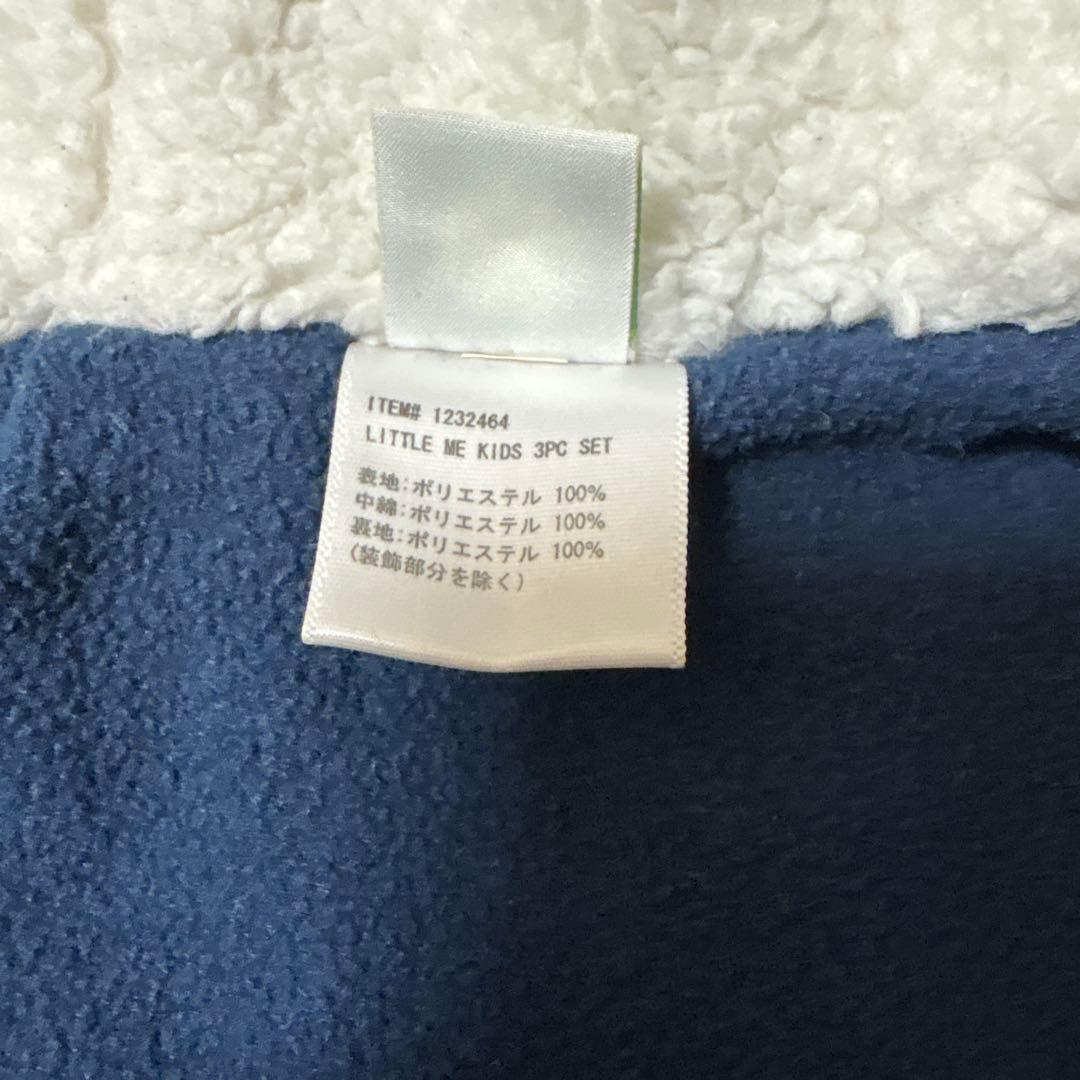 ITEM# 1232464
LITTLE ME KIDS 3PC SET
表地:ポリエステル 100%
中綿:ポリエステル 100%
裏地:ポリエステル 100%
(装飾部分を除く)